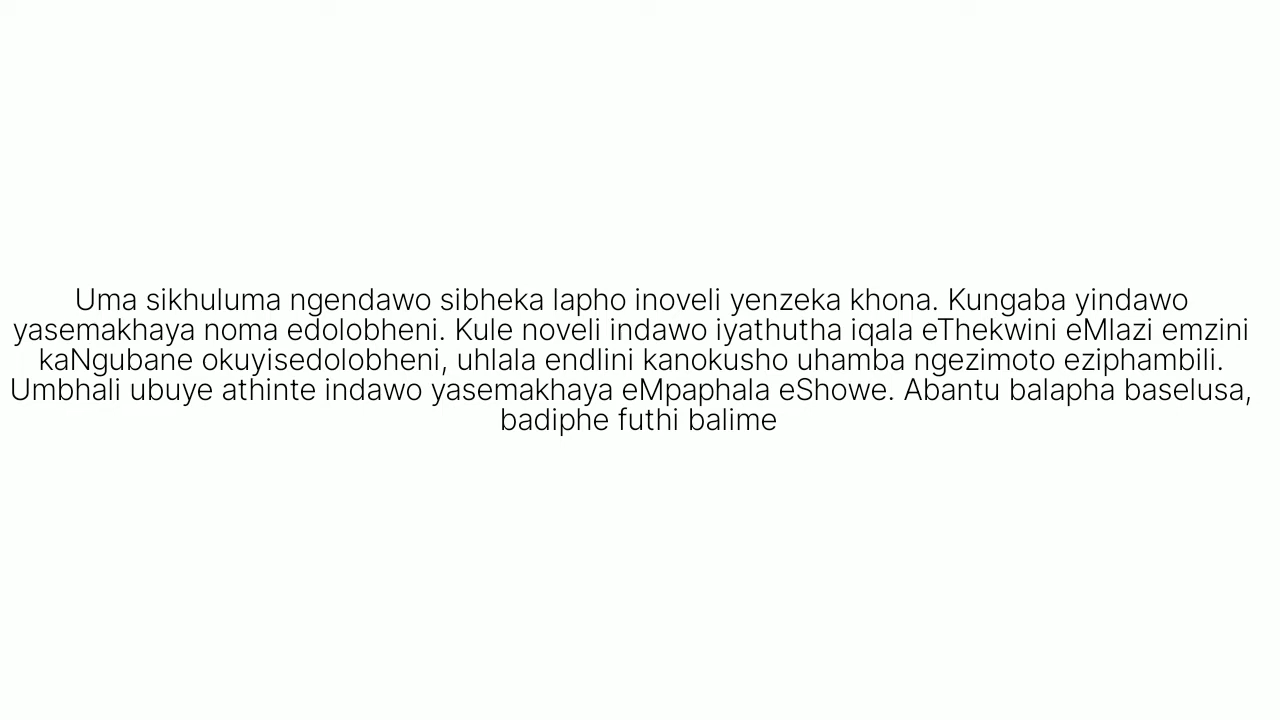 Uma sikhuluma ngendawo sibheka lapho inoveli yenzeka khona. Kungaba yindawo
yasemakhaya noma edolobheni. Kule noveli indawo iyathutha iqala eThekwini eMlazi emzini
kaNgubane okuyisedolobheni, uhlala endlini kanokusho uhamba ngezimoto eziphambili.
Umbhali ubuye athinte indawo yasemakhaya eMpaphala eShowe. Abantu balapha baselusa,
badiphe futhi balime